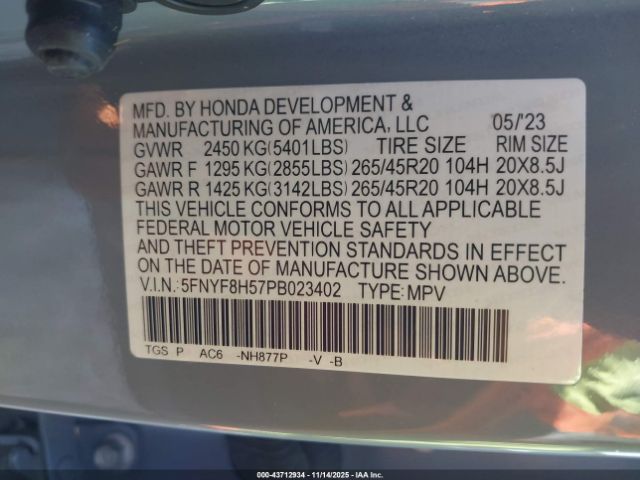 MFD. BY HONDA DEVELOPMENT &
MANUFACTURING OF AMERICA, LLC 05/'23
GVWR 2450 KG(5401LBS) TIRE SIZE RIM SIZE
GAWR F 1295 KG(2855LBS) 265/45R20 104H 20X8.5J
GAWR R 1425 KG(3142LBS) 265/45R20 104H 20X8.5J
THIS VEHICLE CONFORMS TO ALL APPLICABLE
FEDERAL MOTOR VEHICLE SAFETY
AND THEFT PREVENTION STANDARDS IN EFFECT
ON THE DATE OF MANUFACTURE SHOWN ABOVE.
V.I.N.: 5FNYF8H57PB023402 TYPE: MPV
TGS P AC6 -NH877P -V -B
000-43712934 - 11/14/2025 - IAA Inc.